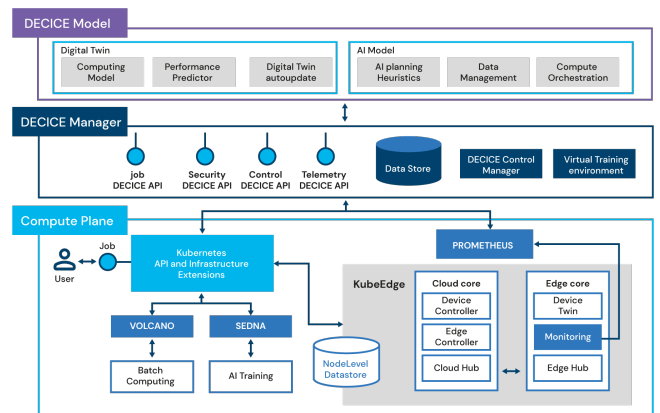 DECICE Model
Digital Twin
Computing
Model
Performance
Predictor
Digital Twin
autoupdate
AI Model
AI planning
Heuristics
Data
Management
Compute
Orchestration
DECICE Manager
job
DECICE API
Security
DECICE API
Control
DECICE API
Telemetry
DECICE API
Data Store
DECICE Control
Manager
Virtual Training
environment
Compute Plane
User
Job
Kubernetes
API and Infrastructure
Extensions
PROMETHEUS
VOLCANO
SEDNA
Batch
Computing
AI Training
NodeLevel
Datastore
KubeEdge
Cloud core
Device
Controller
Edge
Controller
Cloud Hub
Edge core
Device
Twin
Monitoring
Edge Hub